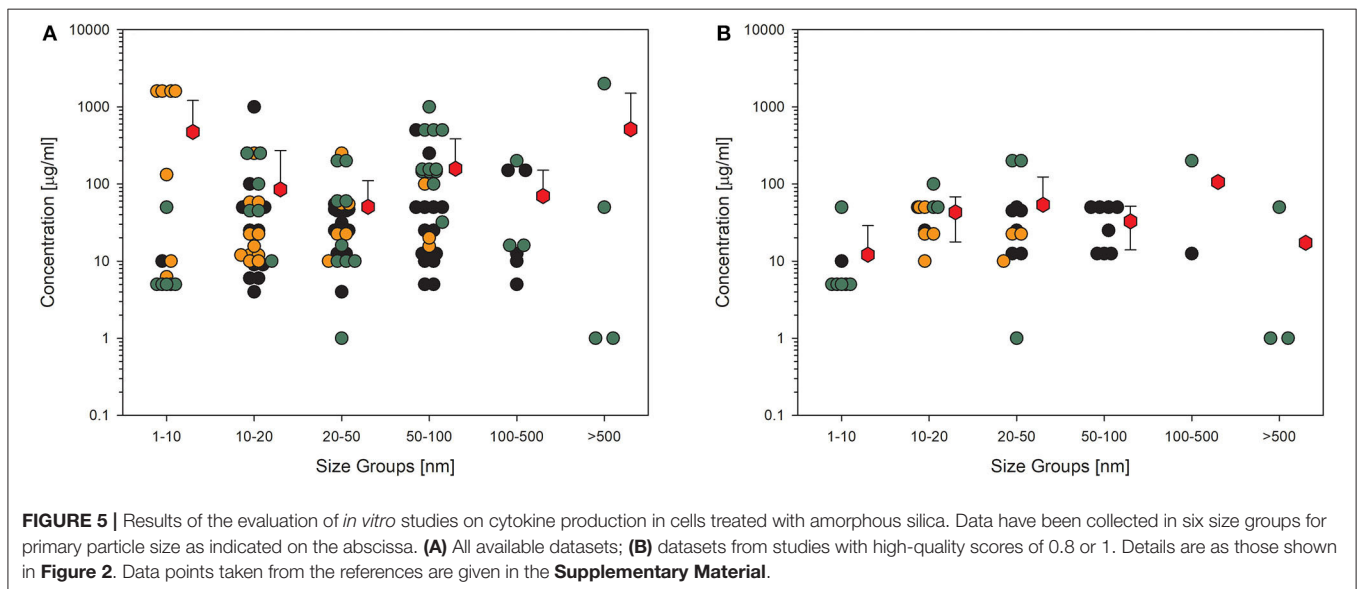 A
10000
1000
100
10
1
0.1
Concentration [µg/ml]
1-10 10-20 20-50 50-100 100-500 >500
Size Groups [nm]
B
10000
1000
100
10
1
0.1
Concentration [µg/ml]
1-10 10-20 20-50 50-100 100-500 >500
Size Groups [nm]
FIGURE 5 | Results of the evaluation of in vitro studies on cytokine production in cells treated with amorphous silica. Data have been collected in six size groups for
primary particle size as indicated on the abscissa. (A) All available datasets; (B) datasets from studies with high-quality scores of 0.8 or 1. Details are as those shown
in Figure 2. Data points taken from the references are given in the Supplementary Material.